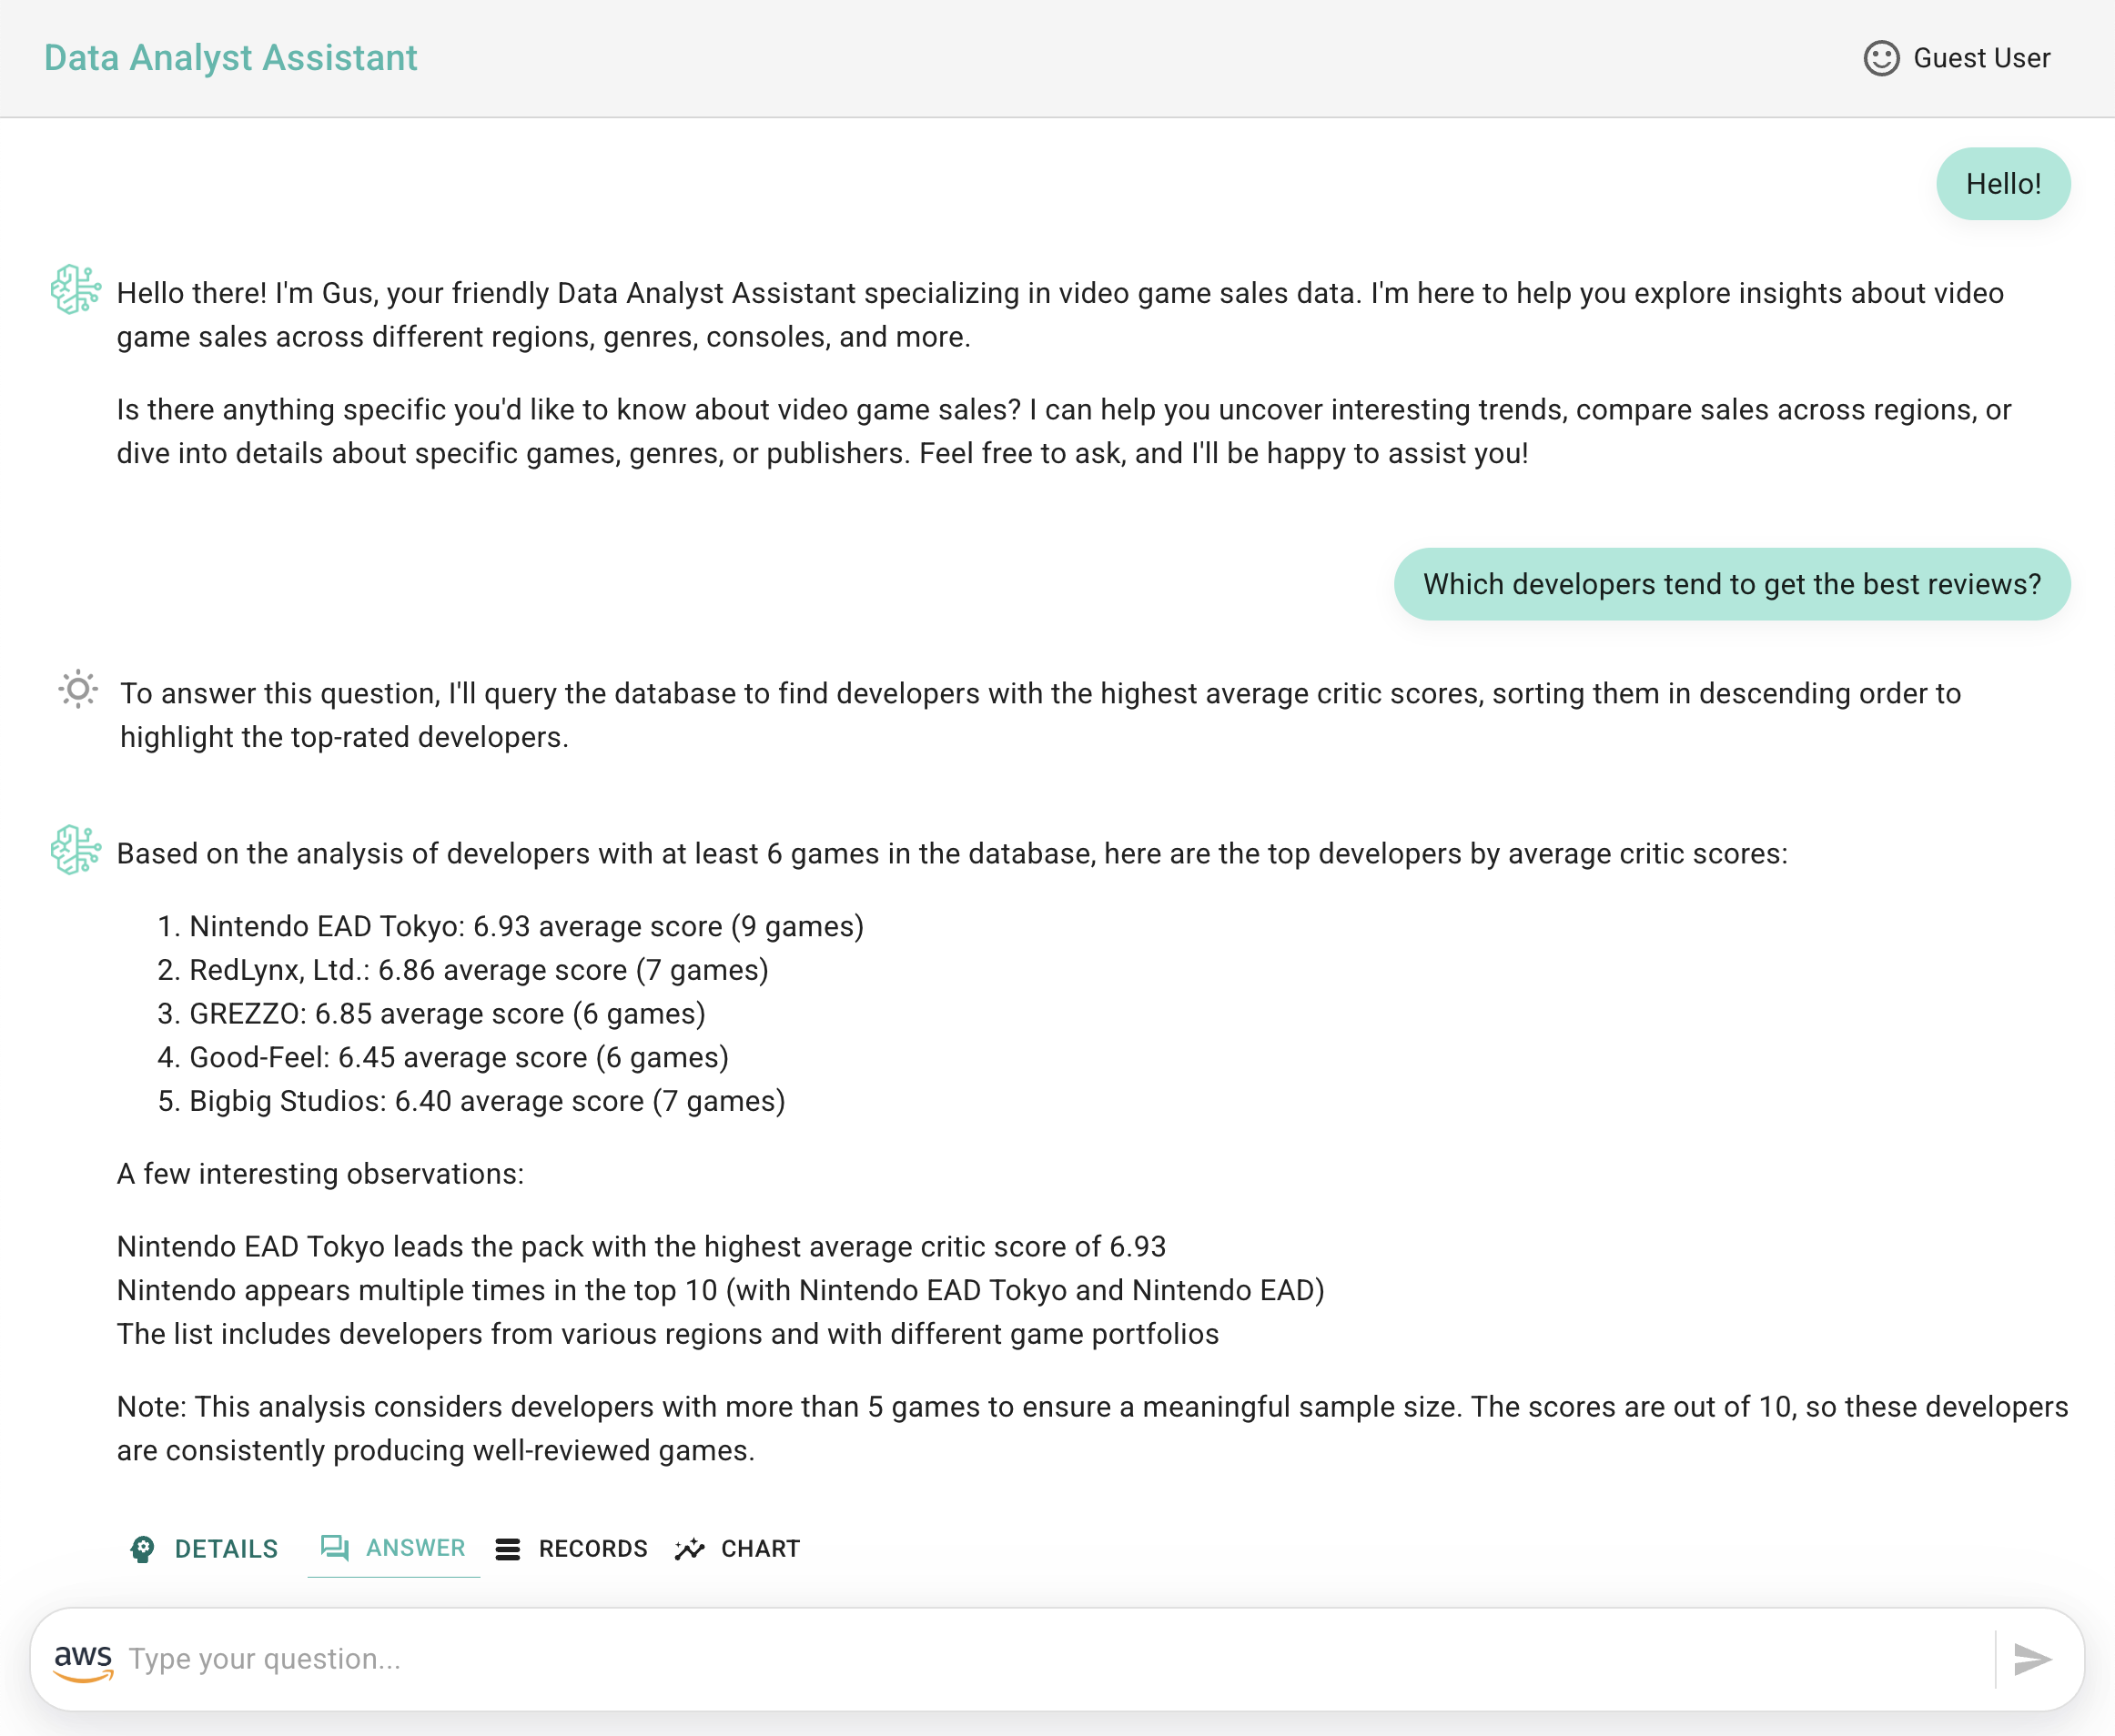 Data Analyst Assistant
Guest User
Hello!
Hello there! I'm Gus, your friendly Data Analyst Assistant specializing in video game sales data. I'm here to help you explore insights about video
game sales across different regions, genres, consoles, and more.
Is there anything specific you'd like to know about video game sales? I can help you uncover interesting trends, compare sales across regions, or
dive into details about specific games, genres, or publishers. Feel free to ask, and I'll be happy to assist you!
Which developers tend to get the best reviews?
To answer this question, I'll query the database to find developers with the highest average critic scores, sorting them in descending order to
highlight the top-rated developers.
Based on the analysis of developers with at least 6 games in the database, here are the top developers by average critic scores:
1. Nintendo EAD Tokyo: 6.93 average score (9 games)
2. RedLynx, Ltd.: 6.86 average score (7 games)
3. GREZZO: 6.85 average score (6 games)
4. Good-Feel: 6.45 average score (6 games)
5. Bigbig Studios: 6.40 average score (7 games)
A few interesting observations:
Nintendo EAD Tokyo leads the pack with the highest average critic score of 6.93
Nintendo appears multiple times in the top 10 (with Nintendo EAD Tokyo and Nintendo EAD)
The list includes developers from various regions and with different game portfolios
Note: This analysis considers developers with more than 5 games to ensure a meaningful sample size. The scores are out of 10, so these developers
are consistently producing well-reviewed games.
DETAILS ANSWER RECORDS CHART
aws Type your question...